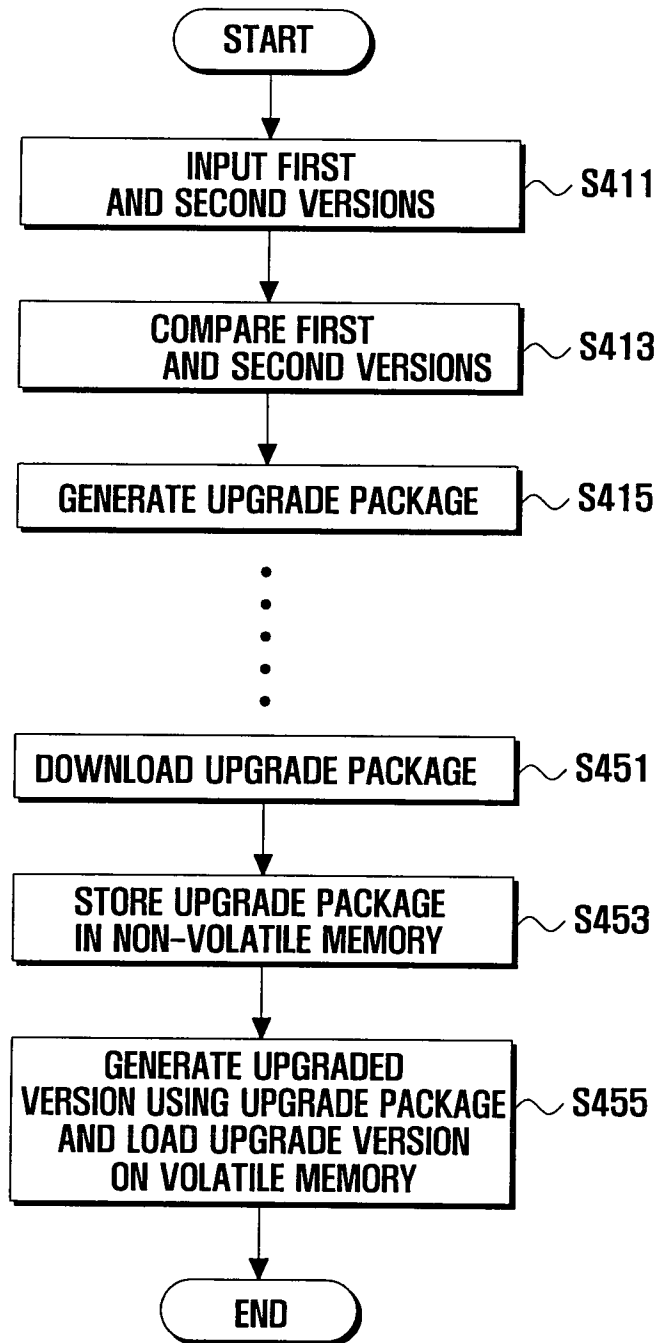 START
INPUT FIRST
AND SECOND VERSIONS
S411
COMPARE FIRST
AND SECOND VERSIONS
S413
GENERATE UPGRADE PACKAGE
S415
DOWNLOAD UPGRADE PACKAGE
S451
STORE UPGRADE PACKAGE
IN NON-VOLATILE MEMORY
S453
GENERATE UPGRADED
VERSION USING UPGRADE PACKAGE
AND LOAD UPGRADE VERSION
ON VOLATILE MEMORY
S455
END